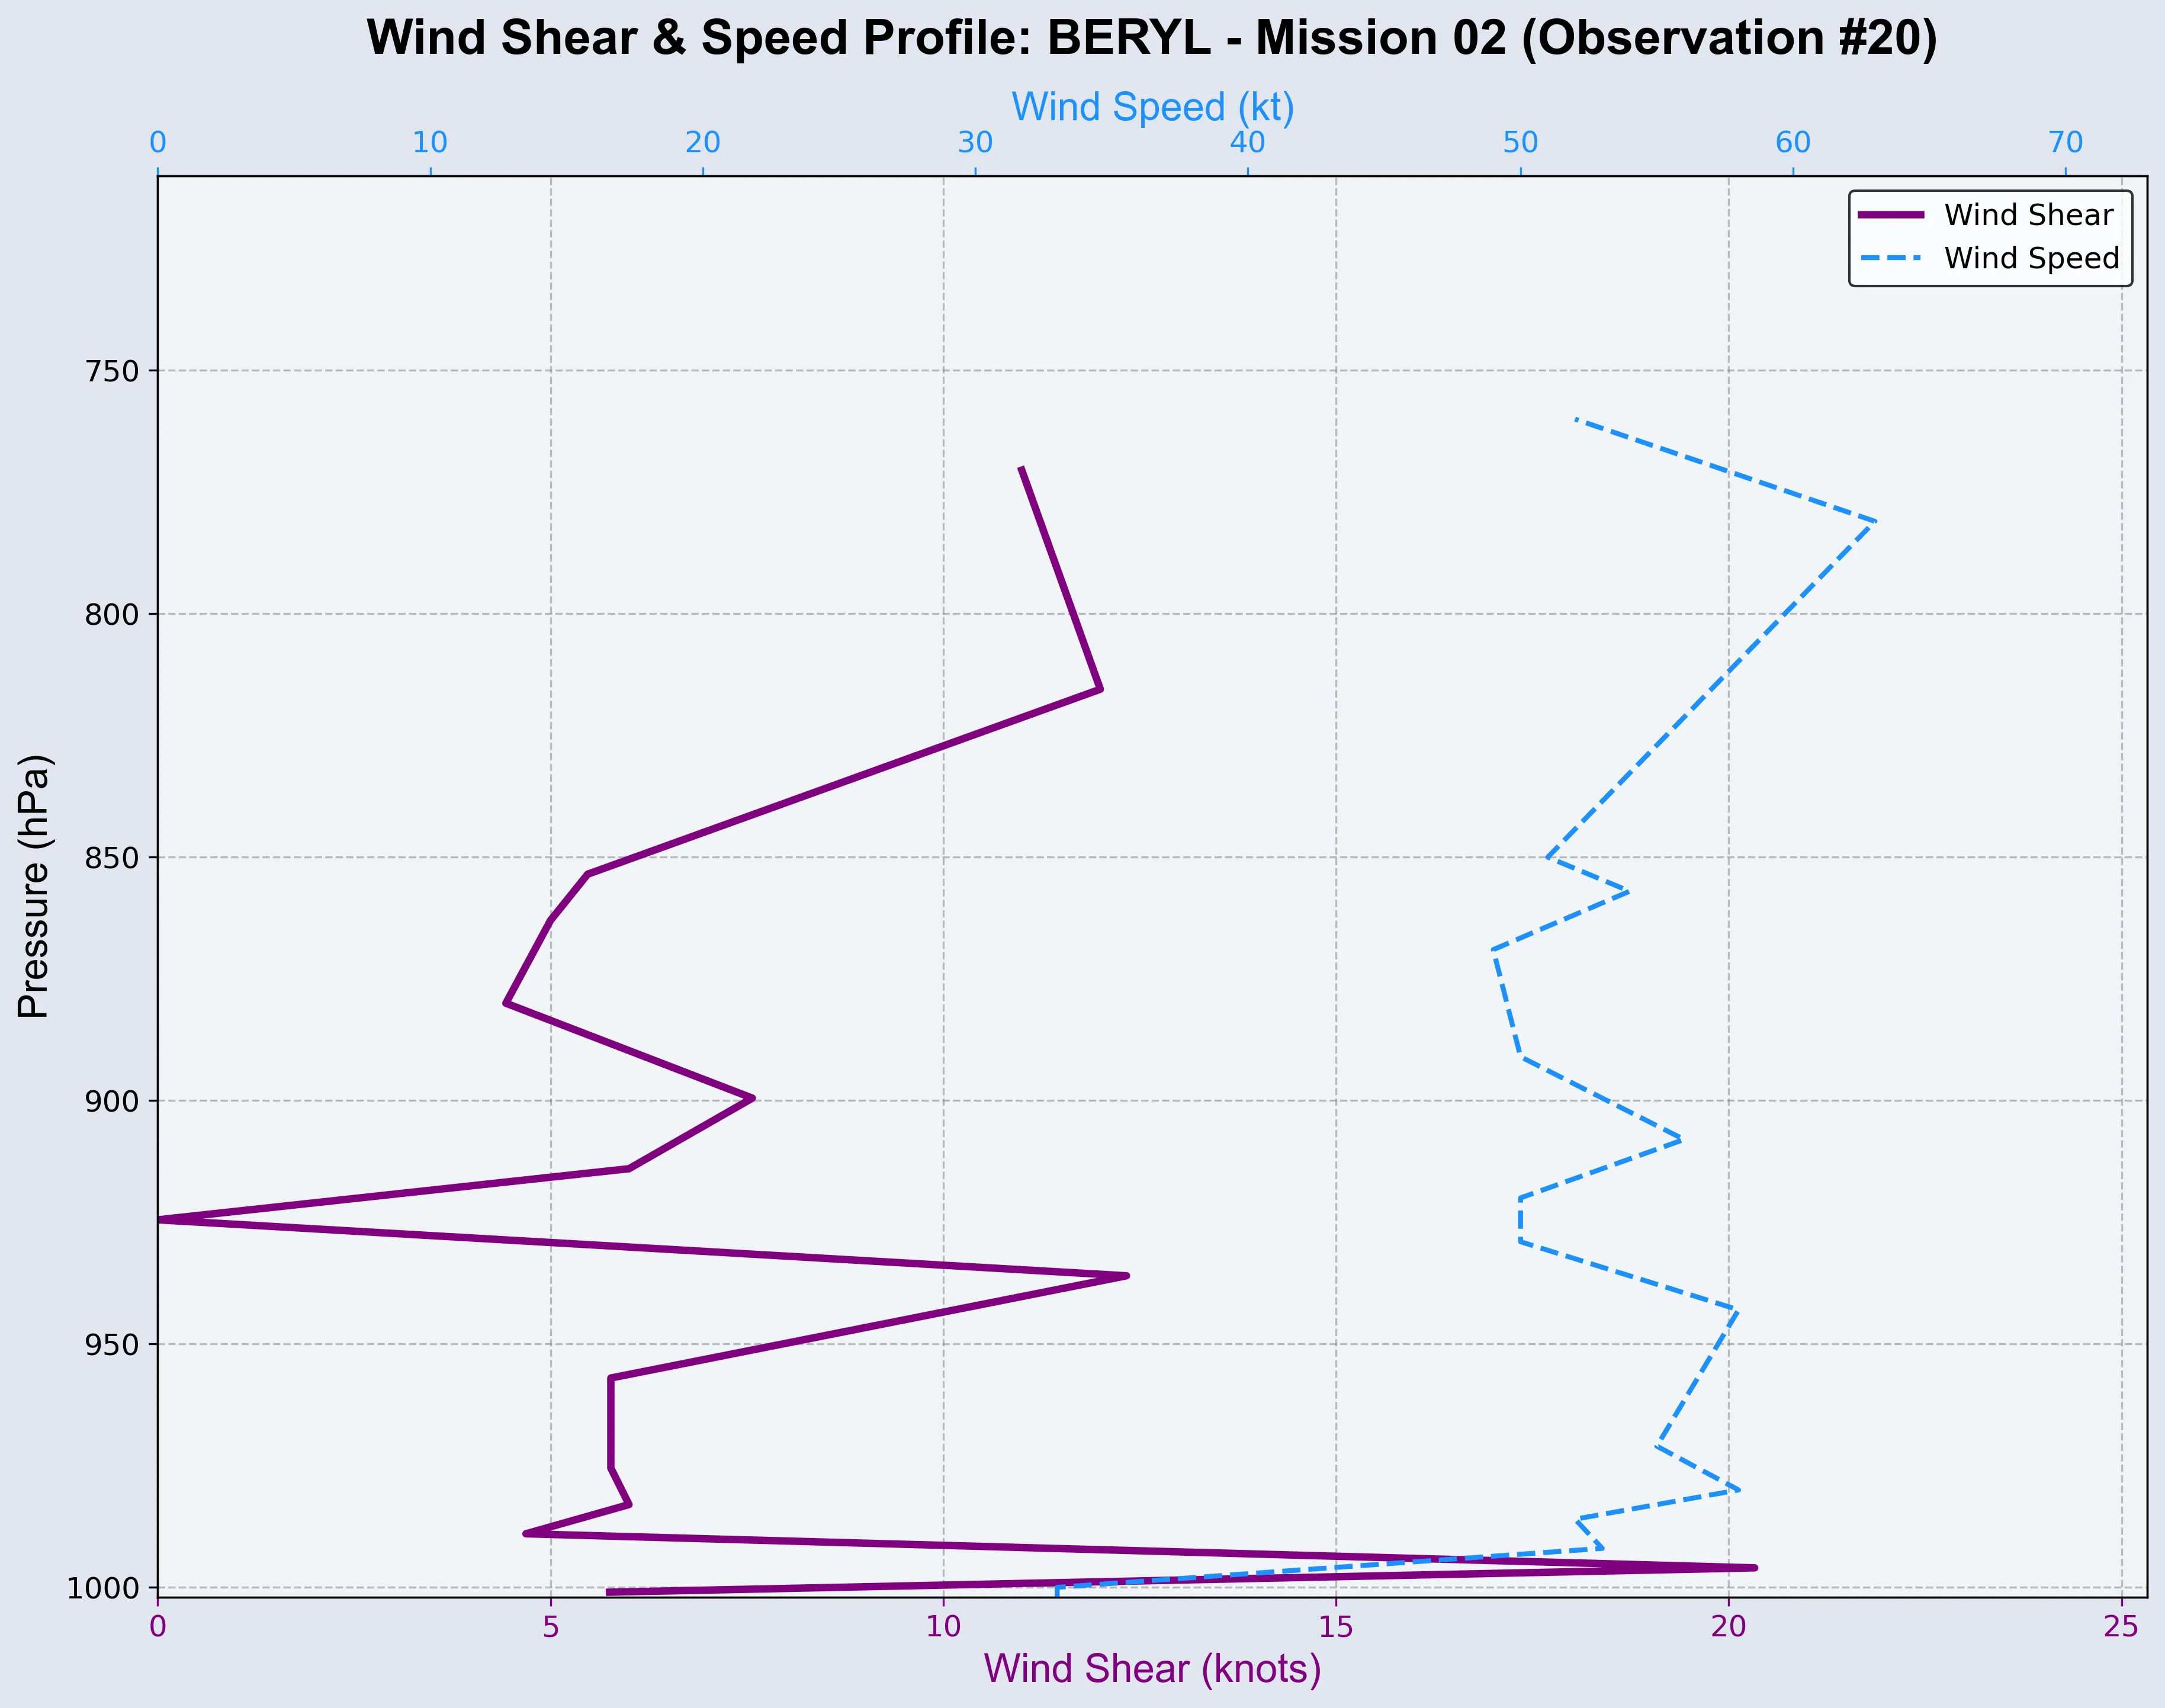 Wind Shear & Speed Profile: BERYL - Mission 02 (Observation #20)
Wind Speed (kt)
0 10 20 30 40 50 60 70
Wind Shear
Wind Speed
750
800
850
900
950
1000
Pressure (hPa)
0 5 10 15 20 25
Wind Shear (knots)